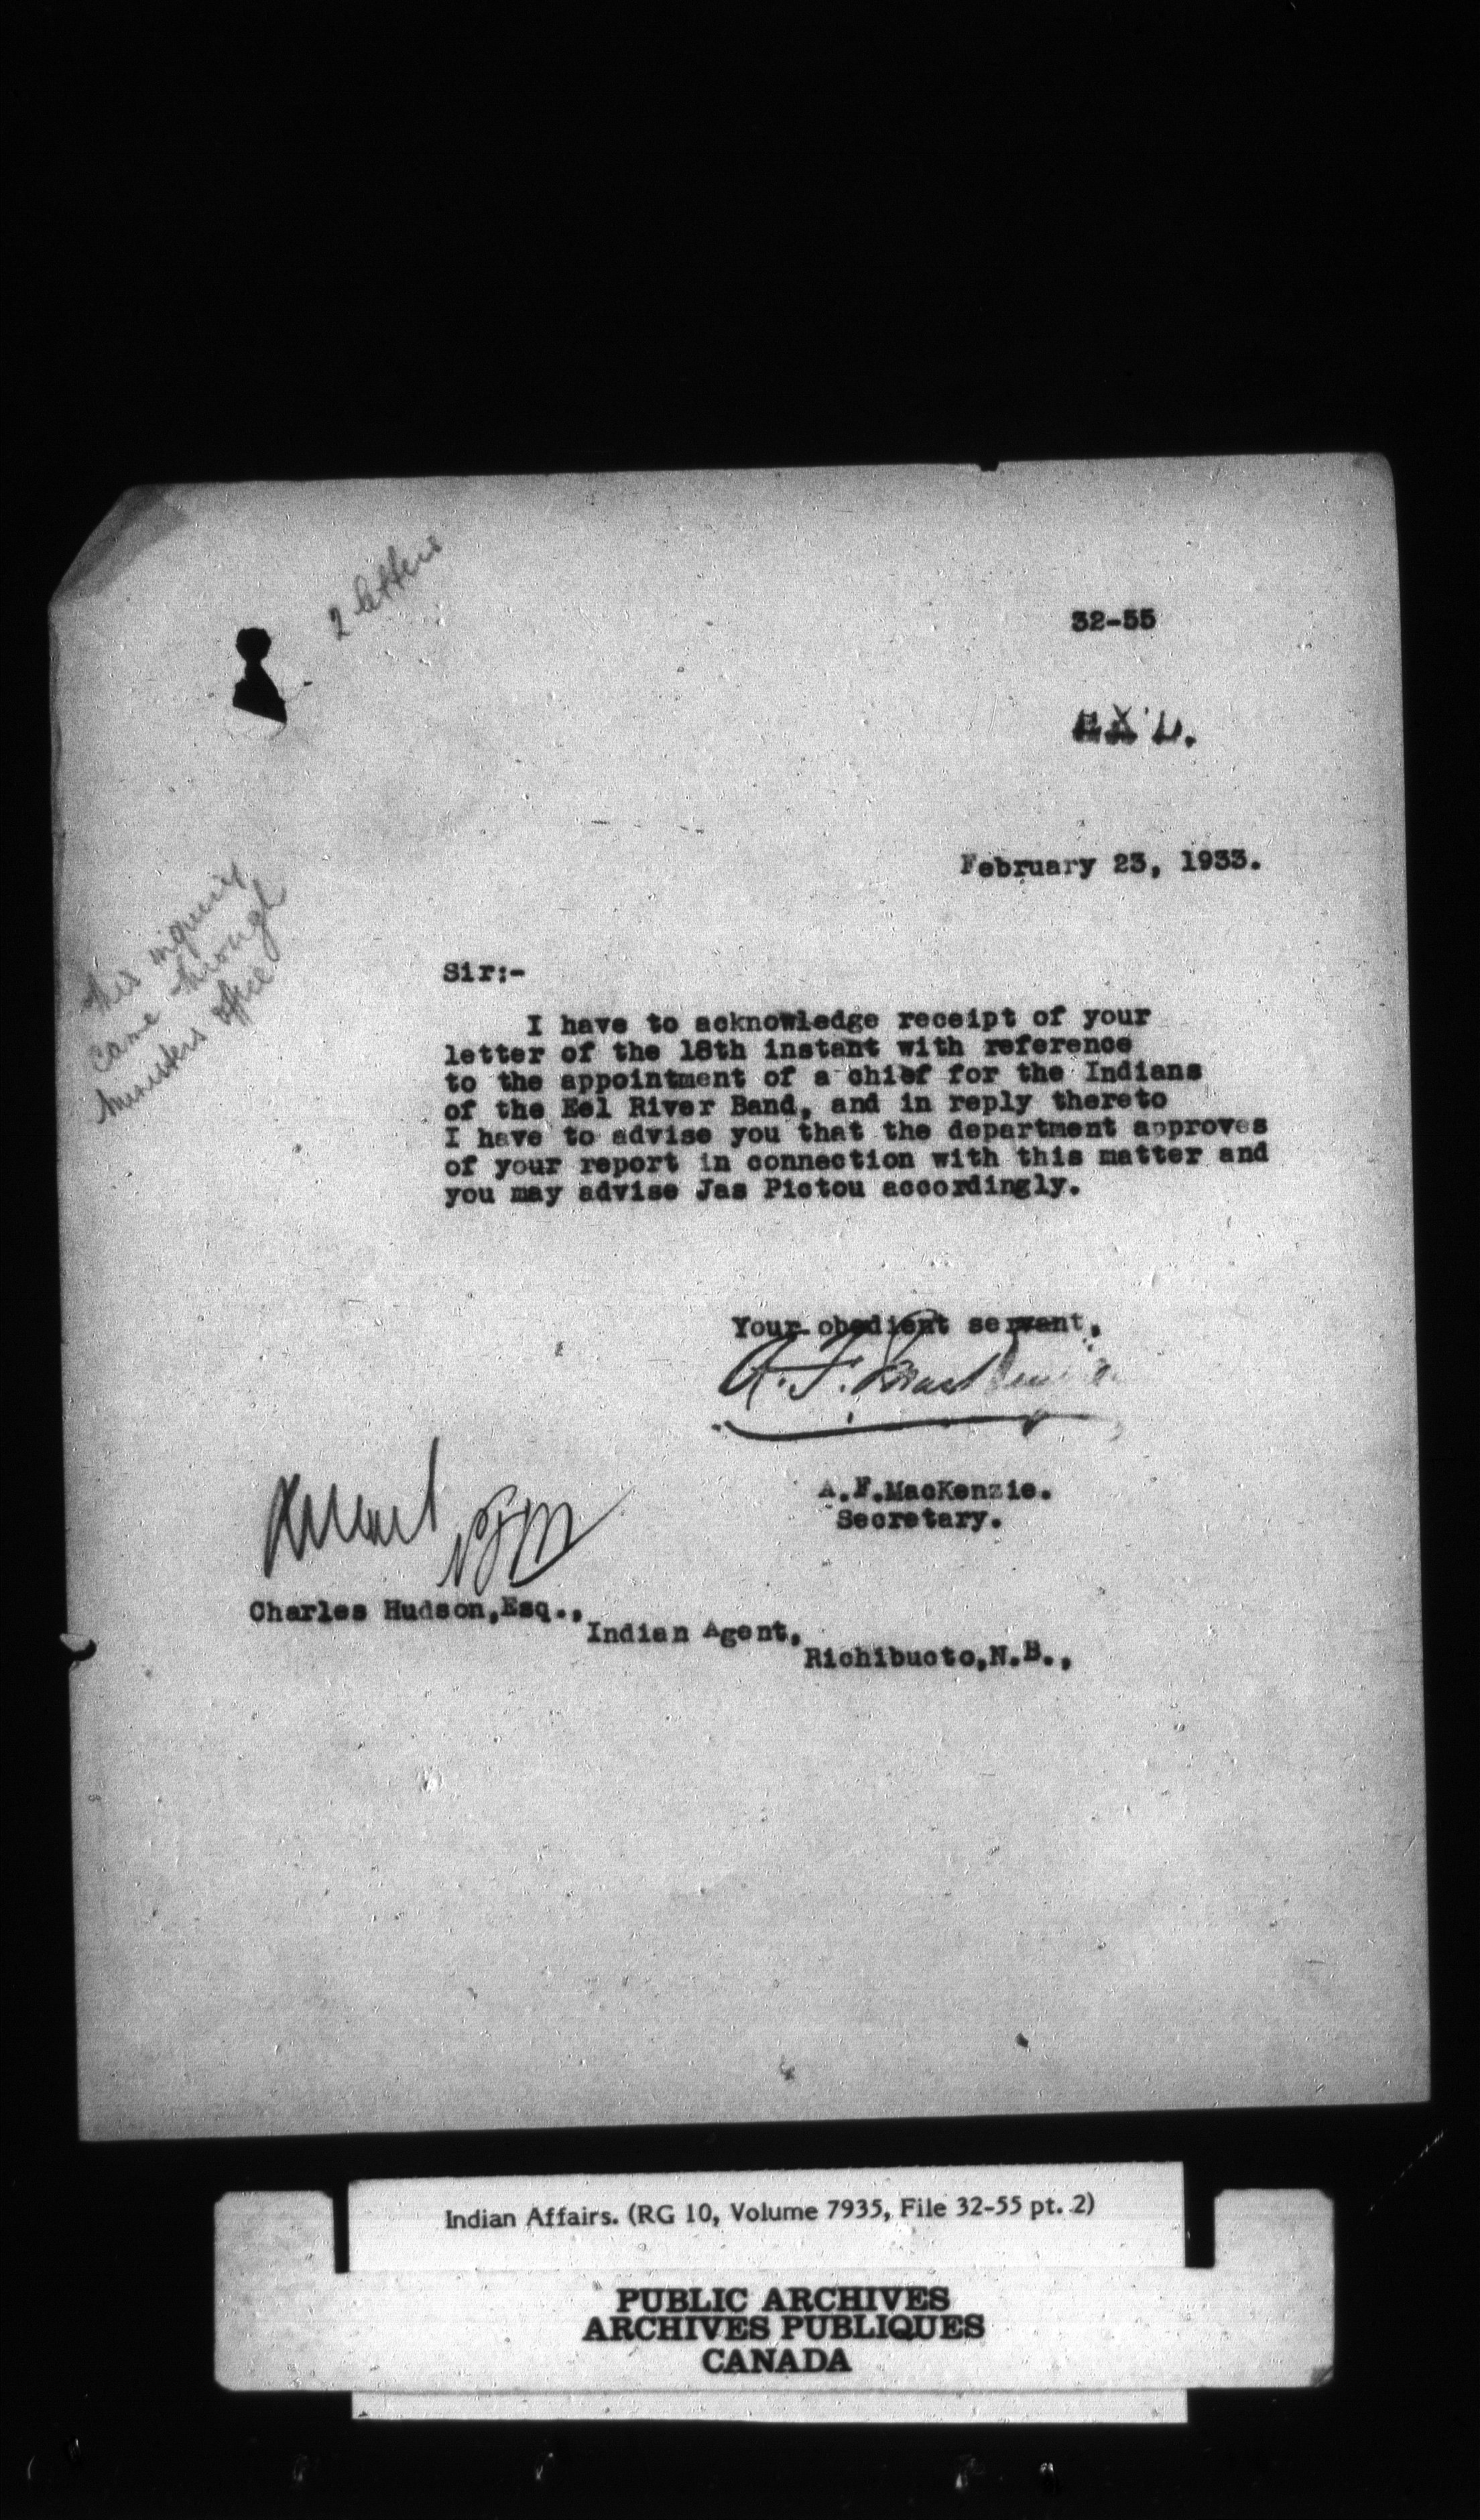 2 letters
32-55
EX'D.
February 23, 1933.
this inquiry
came through
Ministers office
Sir:-
I have to acknowledge receipt of your
letter of the 18th instant with reference
to the appointment of a chief for the Indians
of the Eel River Band, and in reply thereto
I have to advise you that the department approves
of your report in connection with this matter and
you may advise Jas Pictou accordingly.
Your obedient servant,
A.F. MacKenzie
A.F.MacKenzie.
Secretary.
Charles Hudson,Esq.,
Indian Agent,
Richibucto,N.B.,
Indian Affairs. (RG 10, Volume 7935, File 32-55 pt. 2)
PUBLIC ARCHIVES
ARCHIVES PUBLIQUES
CANADA